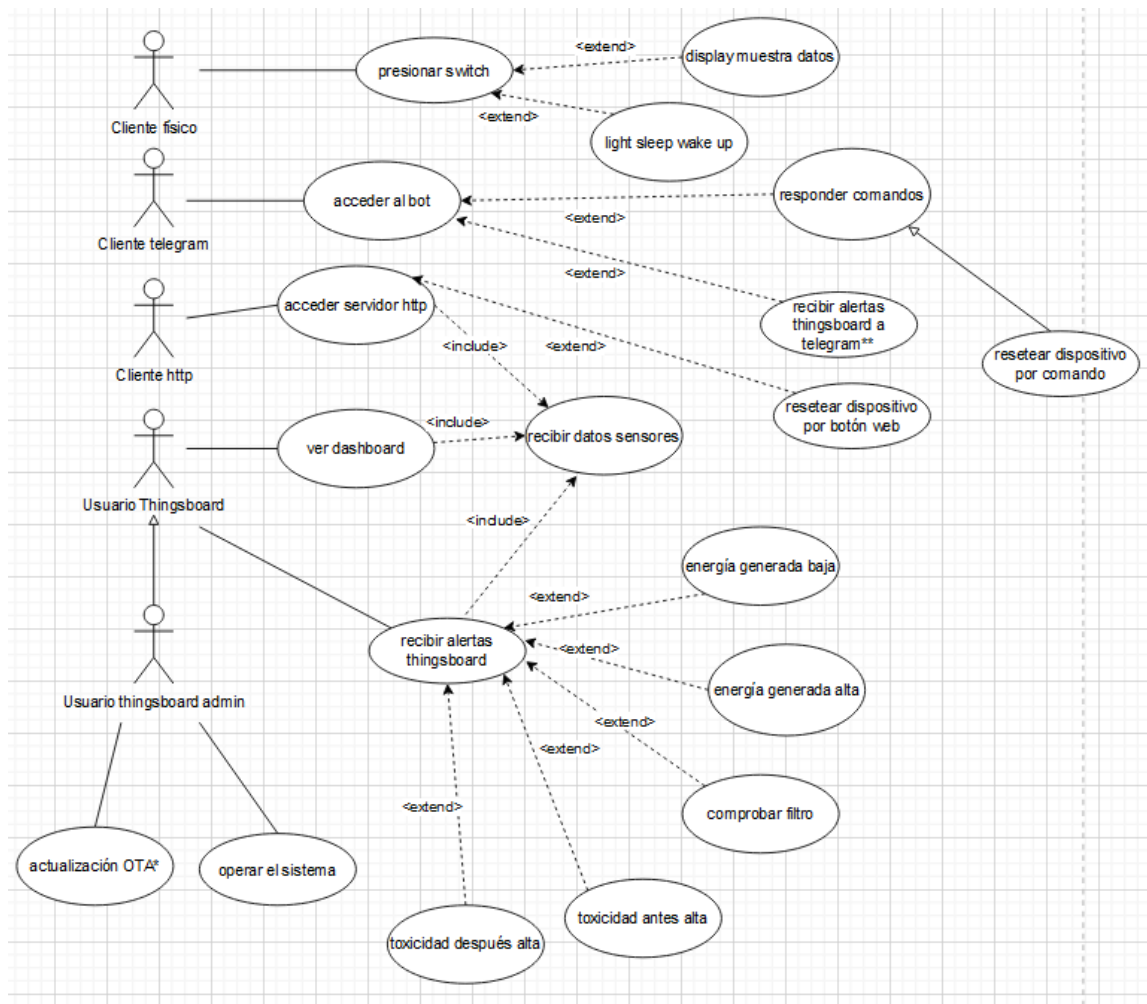 <extend>
display muestra datos
presionar switch
<extend>
Cliente físico
light sleep wake up
acceder al bot
responder comandos
<extend>
Cliente telegram
<extend>
acceder servidor http
recibir alertas
thingsboard a
telegram**
<include>
<extend>
resetear dispositivo
por comando
Cliente http
resetear dispositivo
por botón web
<include>
recibir datos sensores
ver dashboard
Usuario Thingsboard
<include>
energía generada baja
<extend>
recibir alertas
thingsboard
<extend>
energía generada alta
Usuario thingsboard admin
<extend>
<extend>
<extend>
comprobar filtro
actualización OTA*
operar el sistema
toxicidad antes alta
toxicidad después alta